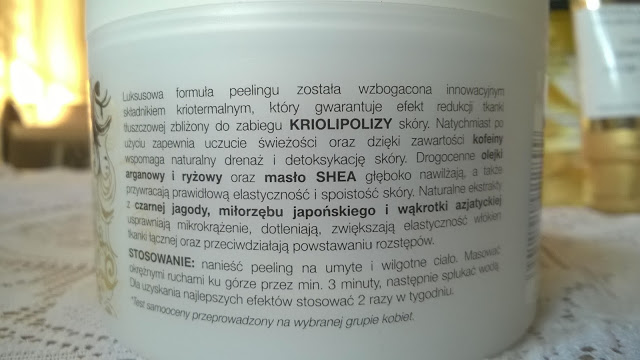 Luksusowa formuła peelingu została wzbogacona innowacyjnym
składnikiem kriotermalnym, który gwarantuje efekt redukcji tkanki
tłuszczowej zbliżony do zabiegu KRIOLIPOLIZY skóry. Natychmiast po
użyciu zapewnia uczucie świeżości oraz dzięki zawartości kofeiny
wspomaga naturalny drenaż i detoksykację skóry. Drogocenne olejki
arganowy i ryżowy oraz masło SHEA głęboko nawilżają, a także
przywracają prawidłową elastyczność i spoistość skóry. Naturalne ekstrakty
z czarnej jagody, miłorzębu japońskiego i wąkrotki azjatyckiej
usprawniają mikrokrążenie, dotleniają, zwiększają elastyczność włókien
tkanki łącznej oraz przeciwdziałają powstawaniu rozstępów.
STOSOWANIE: nanieść peeling na umyte i wilgotne ciało. Masować
okrężnymi ruchami ku górze przez min. 3 minuty, następnie spłukać wodą.
Dla uzyskania najlepszych efektów stosować 2 razy w tygodniu.
*Test samooceny przeprowadzony na wybranej grupie kobiet.